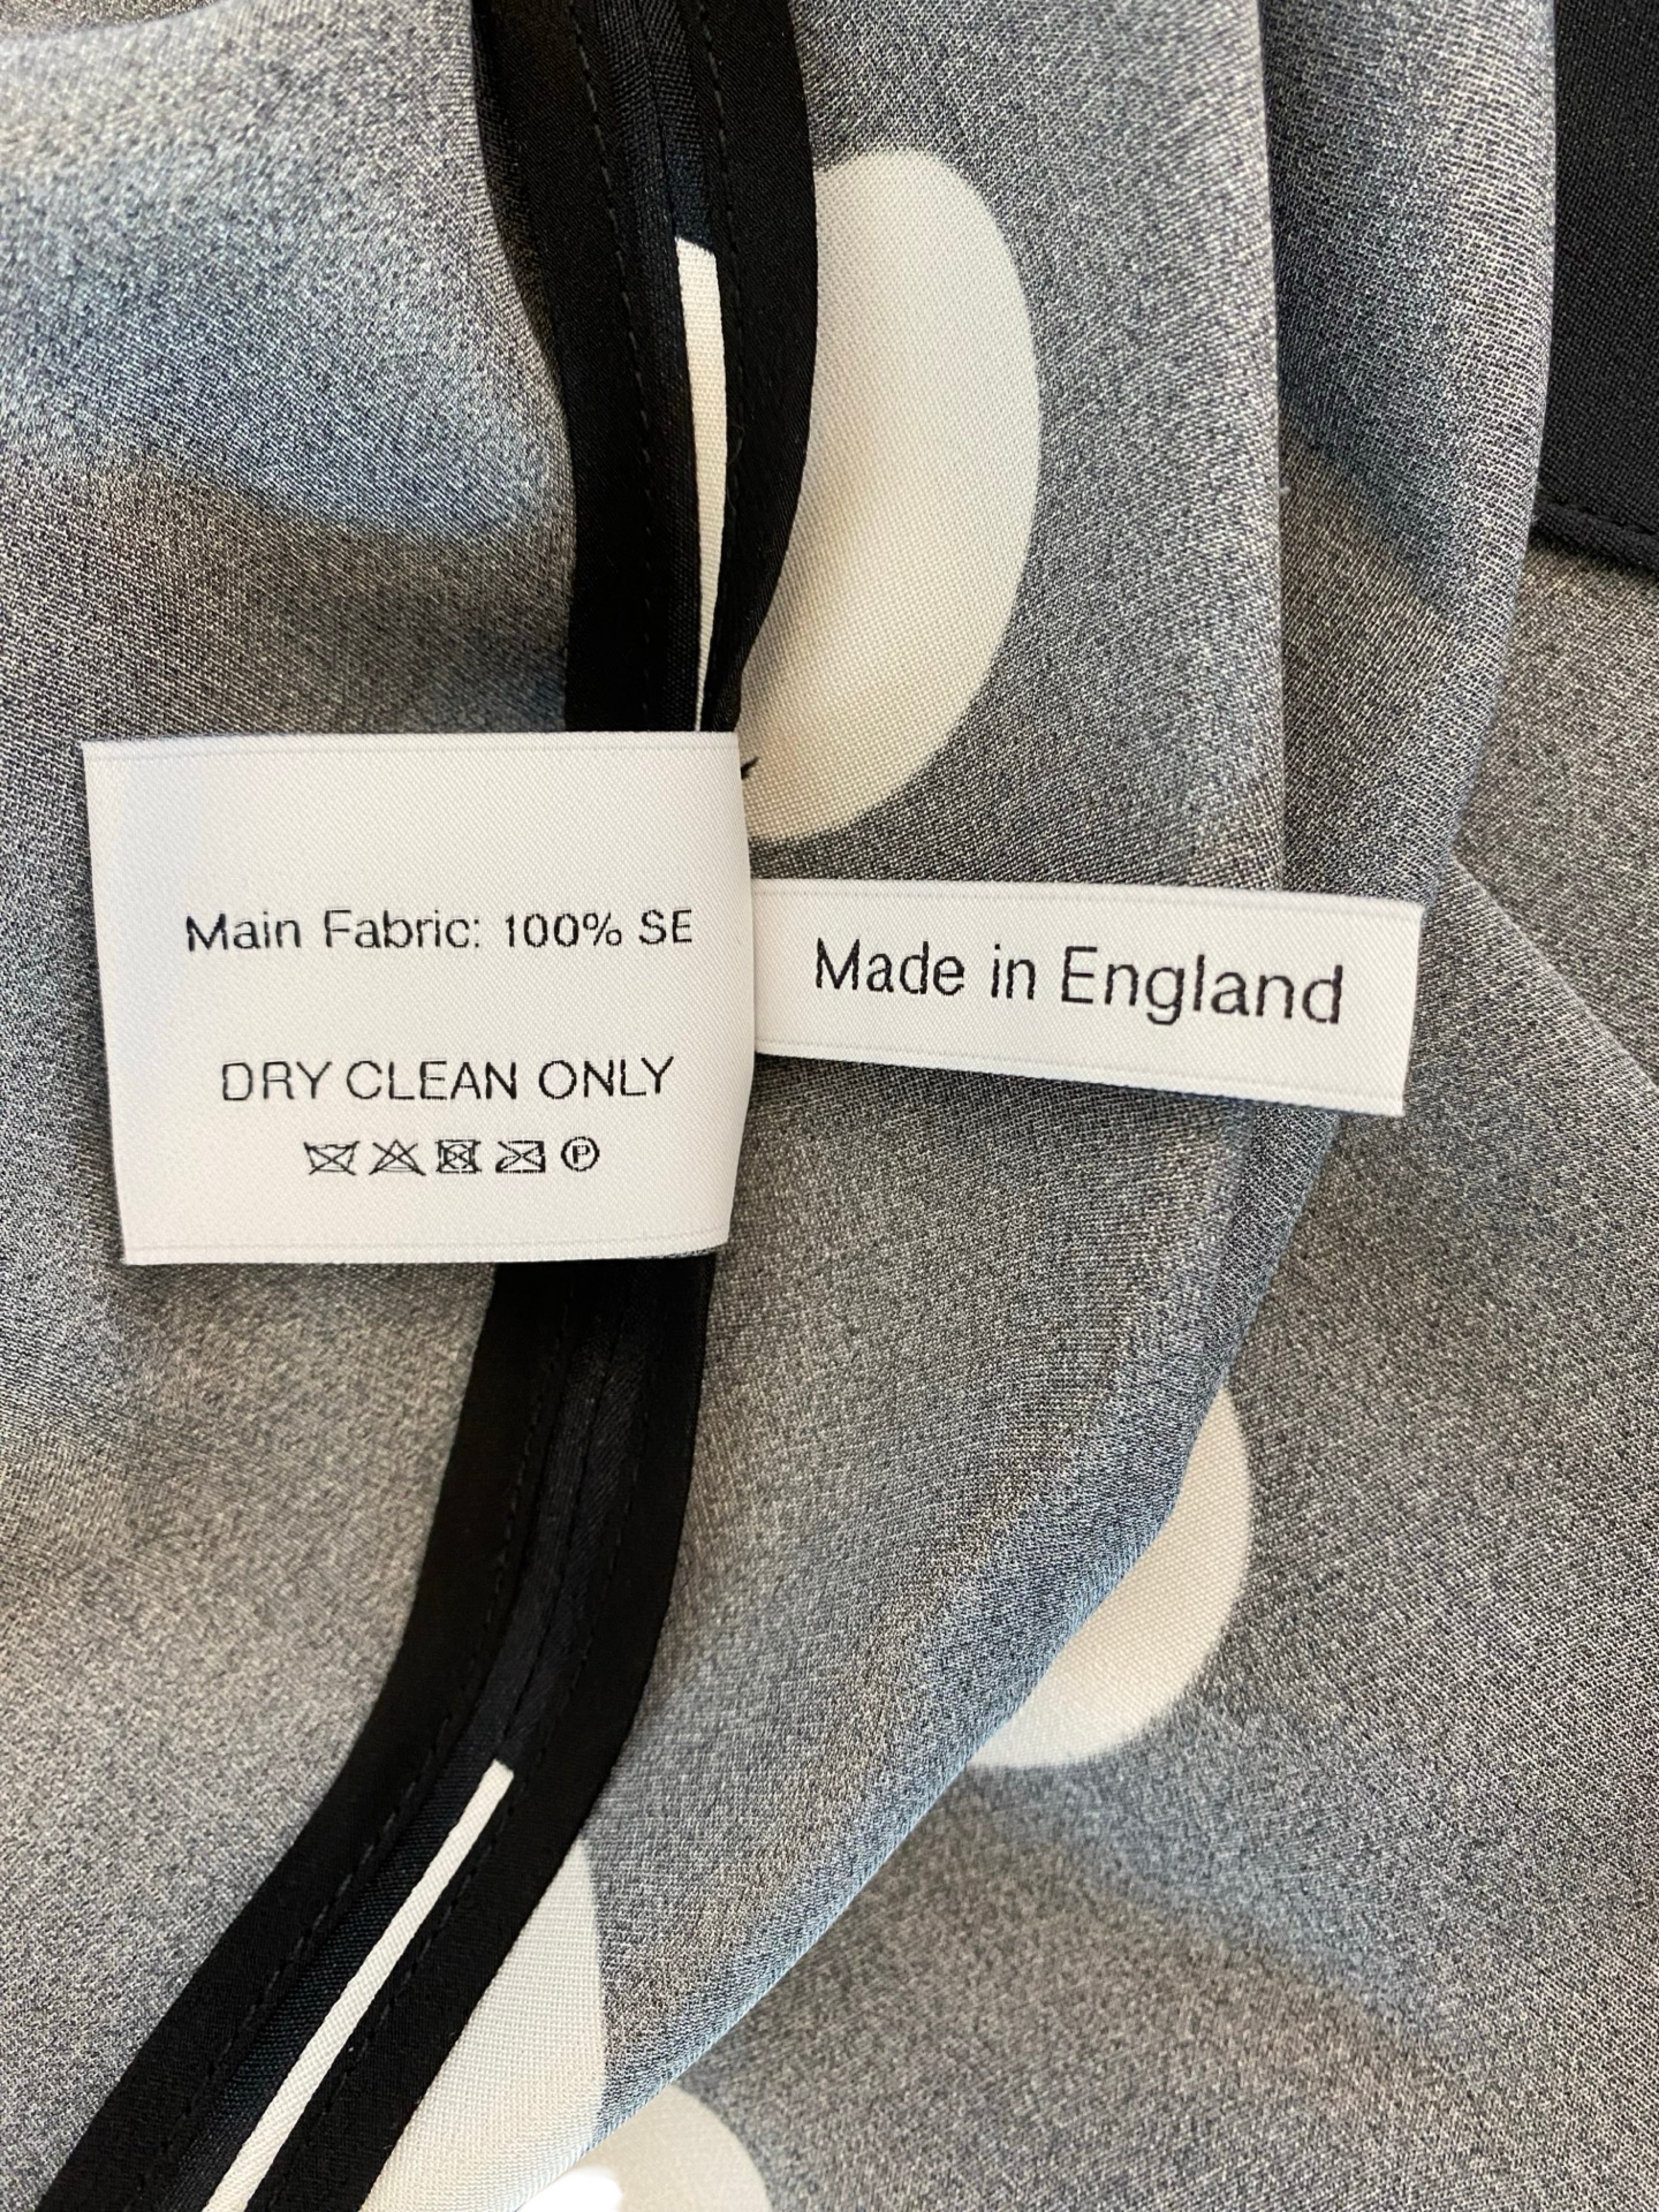 Main Fabric: 100% SE
DRY CLEAN ONLY
P
Made in England